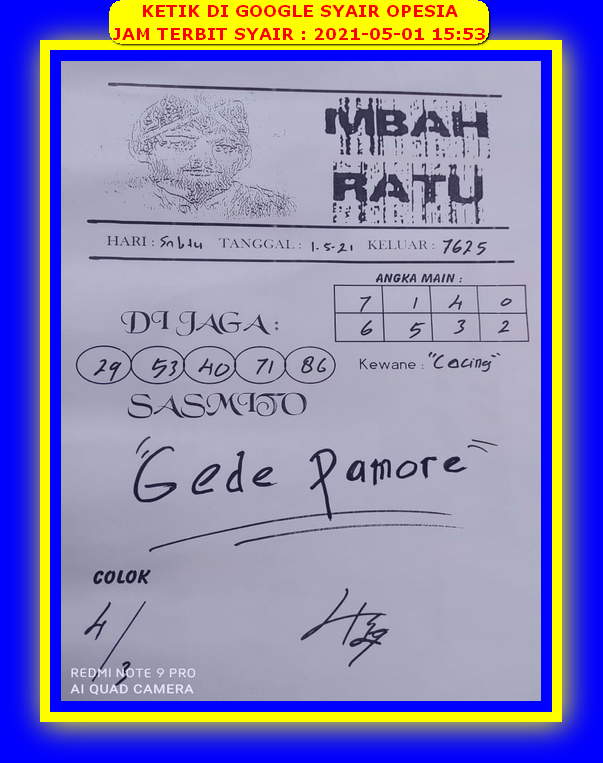 KETIK DI GOOGLE SYAIR OPESIA
JAM TERBIT SYAIR : 2021-05-01 15:53
MBAH
RATU
HARI : Sabtu TANGGAL : 1-5-21 KELUAR : 7625
ANGKA MAIN :
7 1 4 0
6 5 3 2
DI JAGA :
29 53 40 71 86
Kewane : "Cacing"
SASMITO
"Gede Pamore"
COLOK
4/3
REDMI NOTE 9 PRO
AI QUAD CAMERA